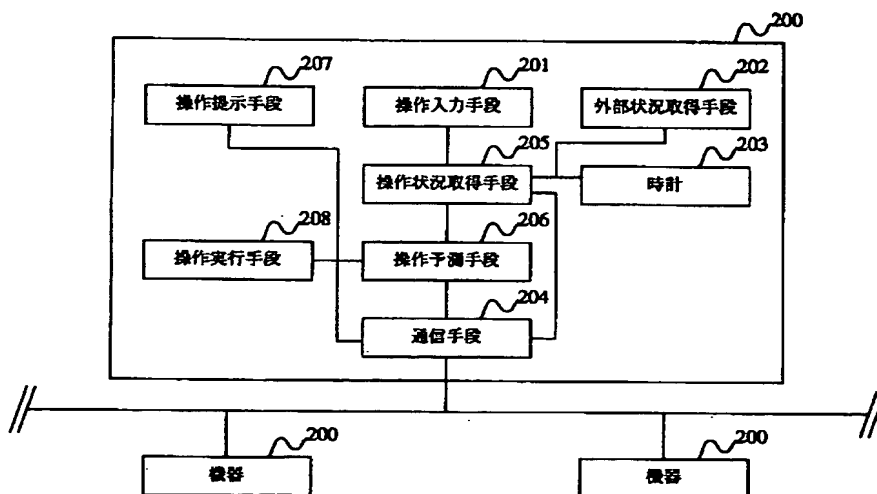 200
207
操作提示手段
201
操作入力手段
202
外部状況取得手段
205
操作状況取得手段
203
時計
208
操作実行手段
206
操作予測手段
204
通信手段
200
機器
200
機器